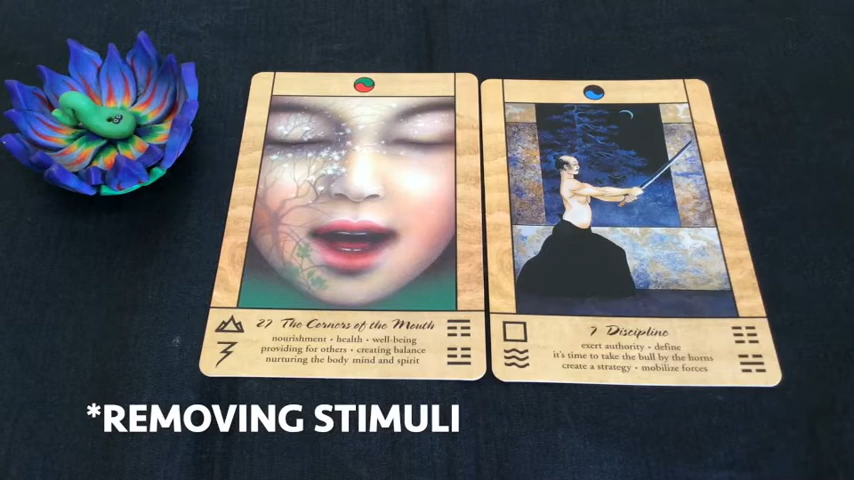 27 The Corners of the Mouth
nourishment • health • well-being
providing for others • creating balance
nurturing the body mind and spirit
7 Discipline
exert authority • define
it's time to take the bull by the horns
create a strategy • mobilize forces
*REMOVING STIMULI